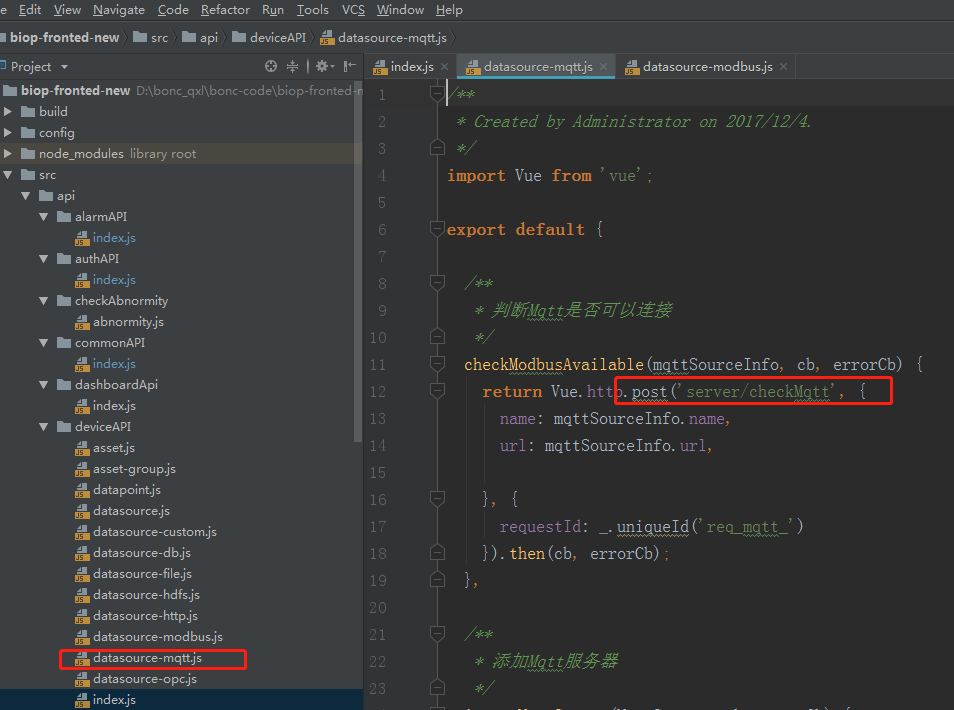 e Edit View Navigate Code Refactor Run Tools VCS Window Help
biop-fronted-new src api deviceAPI datasource-mqtt.js
Project
index.js datasource-mqtt.js datasource-modbus.js
biop-fronted-new D:\bonc_qxl\bonc-code\biop-fronted-n
build
config
node_modules library root
src
api
alarmAPI
index.js
authAPI
index.js
checkAbnormity
abnormity.js
commonAPI
index.js
dashboardApi
index.js
deviceAPI
asset.js
asset-group.js
datapoint.js
datasource.js
datasource-custom.js
datasource-db.js
datasource-file.js
datasource-hdfs.js
datasource-http.js
datasource-modbus.js
datasource-mqtt.js
datasource-opc.js
index.js
1 /**
2 * Created by Administrator on 2017/12/4.
3 */
4 import Vue from 'vue';
5
6 export default {
7
8 /**
9 * 判断Mqtt是否可以连接
10 */
11 checkModbusAvailable(mqttSourceInfo, cb, errorCb) {
12 return Vue.http.post('server/checkMqtt', {
13 name: mqttSourceInfo.name,
14 url: mqttSourceInfo.url,
15
16 }, {
17 requestId: _.uniqueId('req_mqtt_')
18 }).then(cb, errorCb);
19 },
20
21 /**
22 * 添加Mqtt服务器
23 */